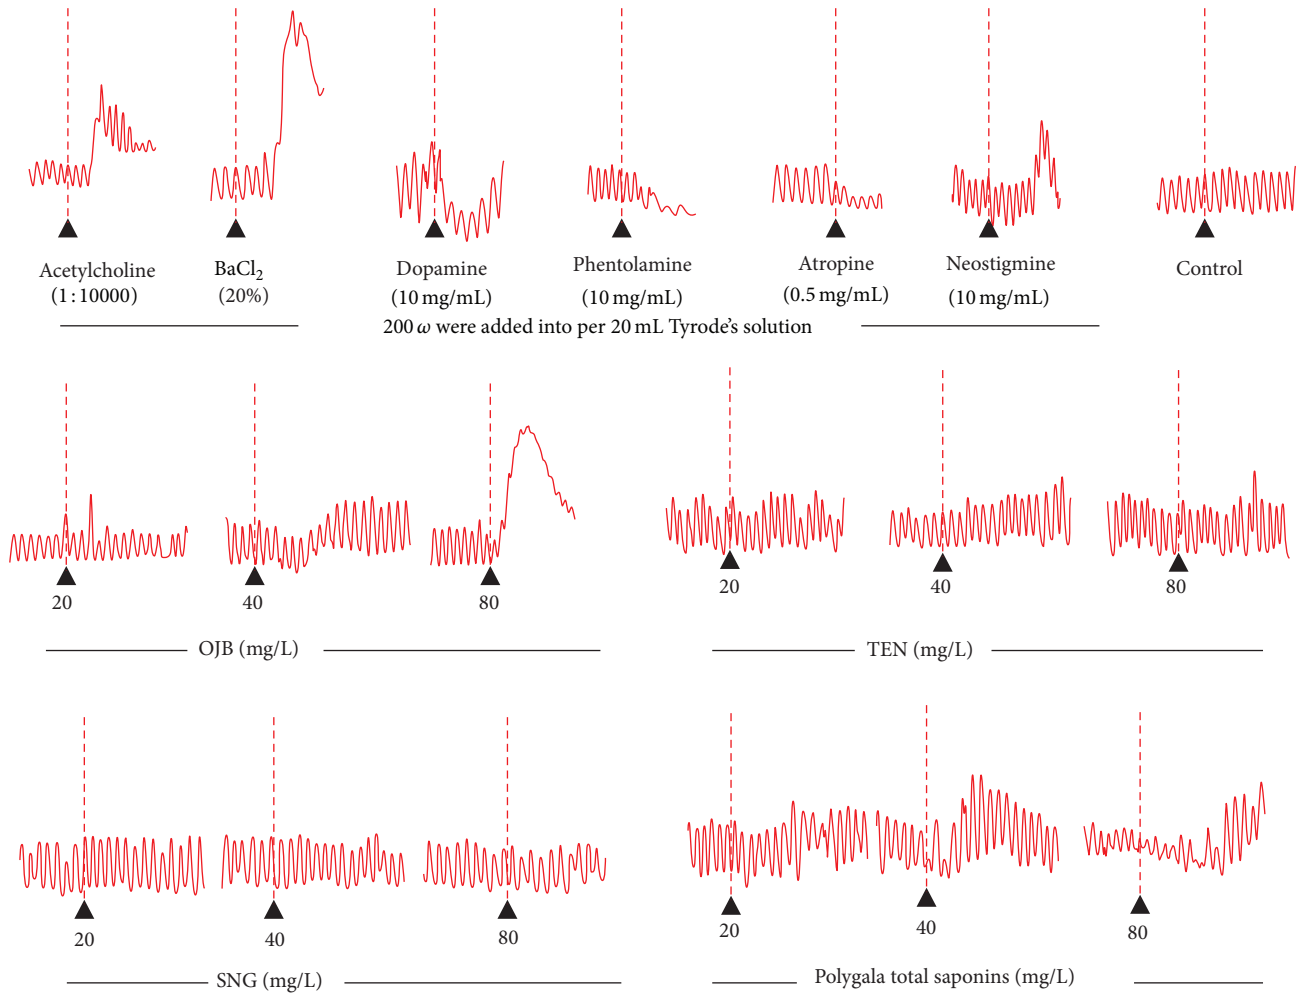 Acetylcholine
(1 : 10000)
BaCl₂
(20%)
Dopamine
(10 mg/mL)
Phentolamine
(10 mg/mL)
Atropine
(0.5 mg/mL)
Neostigmine
(10 mg/mL)
Control
200 ω were added into per 20 mL Tyrode's solution
20
40
80
OJB (mg/L)
20
40
80
TEN (mg/L)
20
40
80
SNG (mg/L)
20
40
80
Polygala total saponins (mg/L)